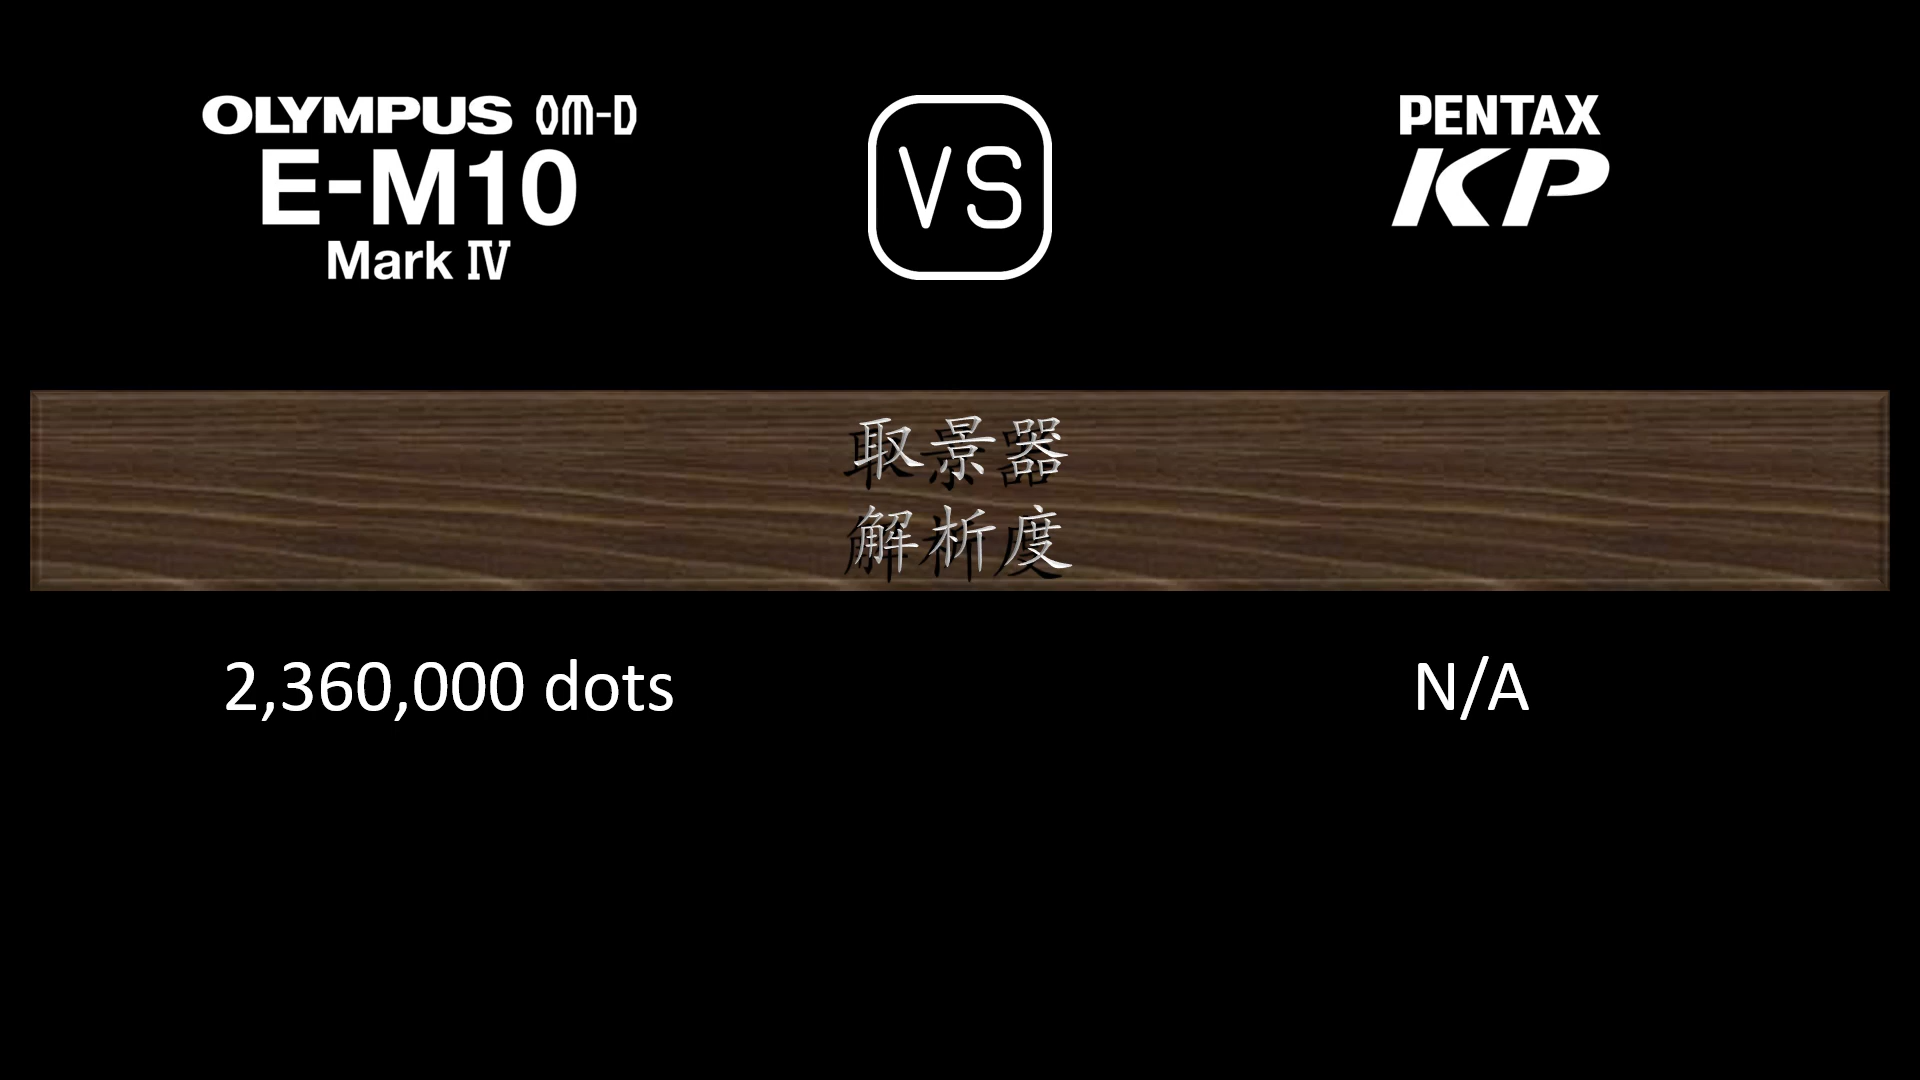 OLYMPUS OM-D
E-M10
Mark IV
VS
PENTAX
KP
取景器
解析度
2,360,000 dots
N/A